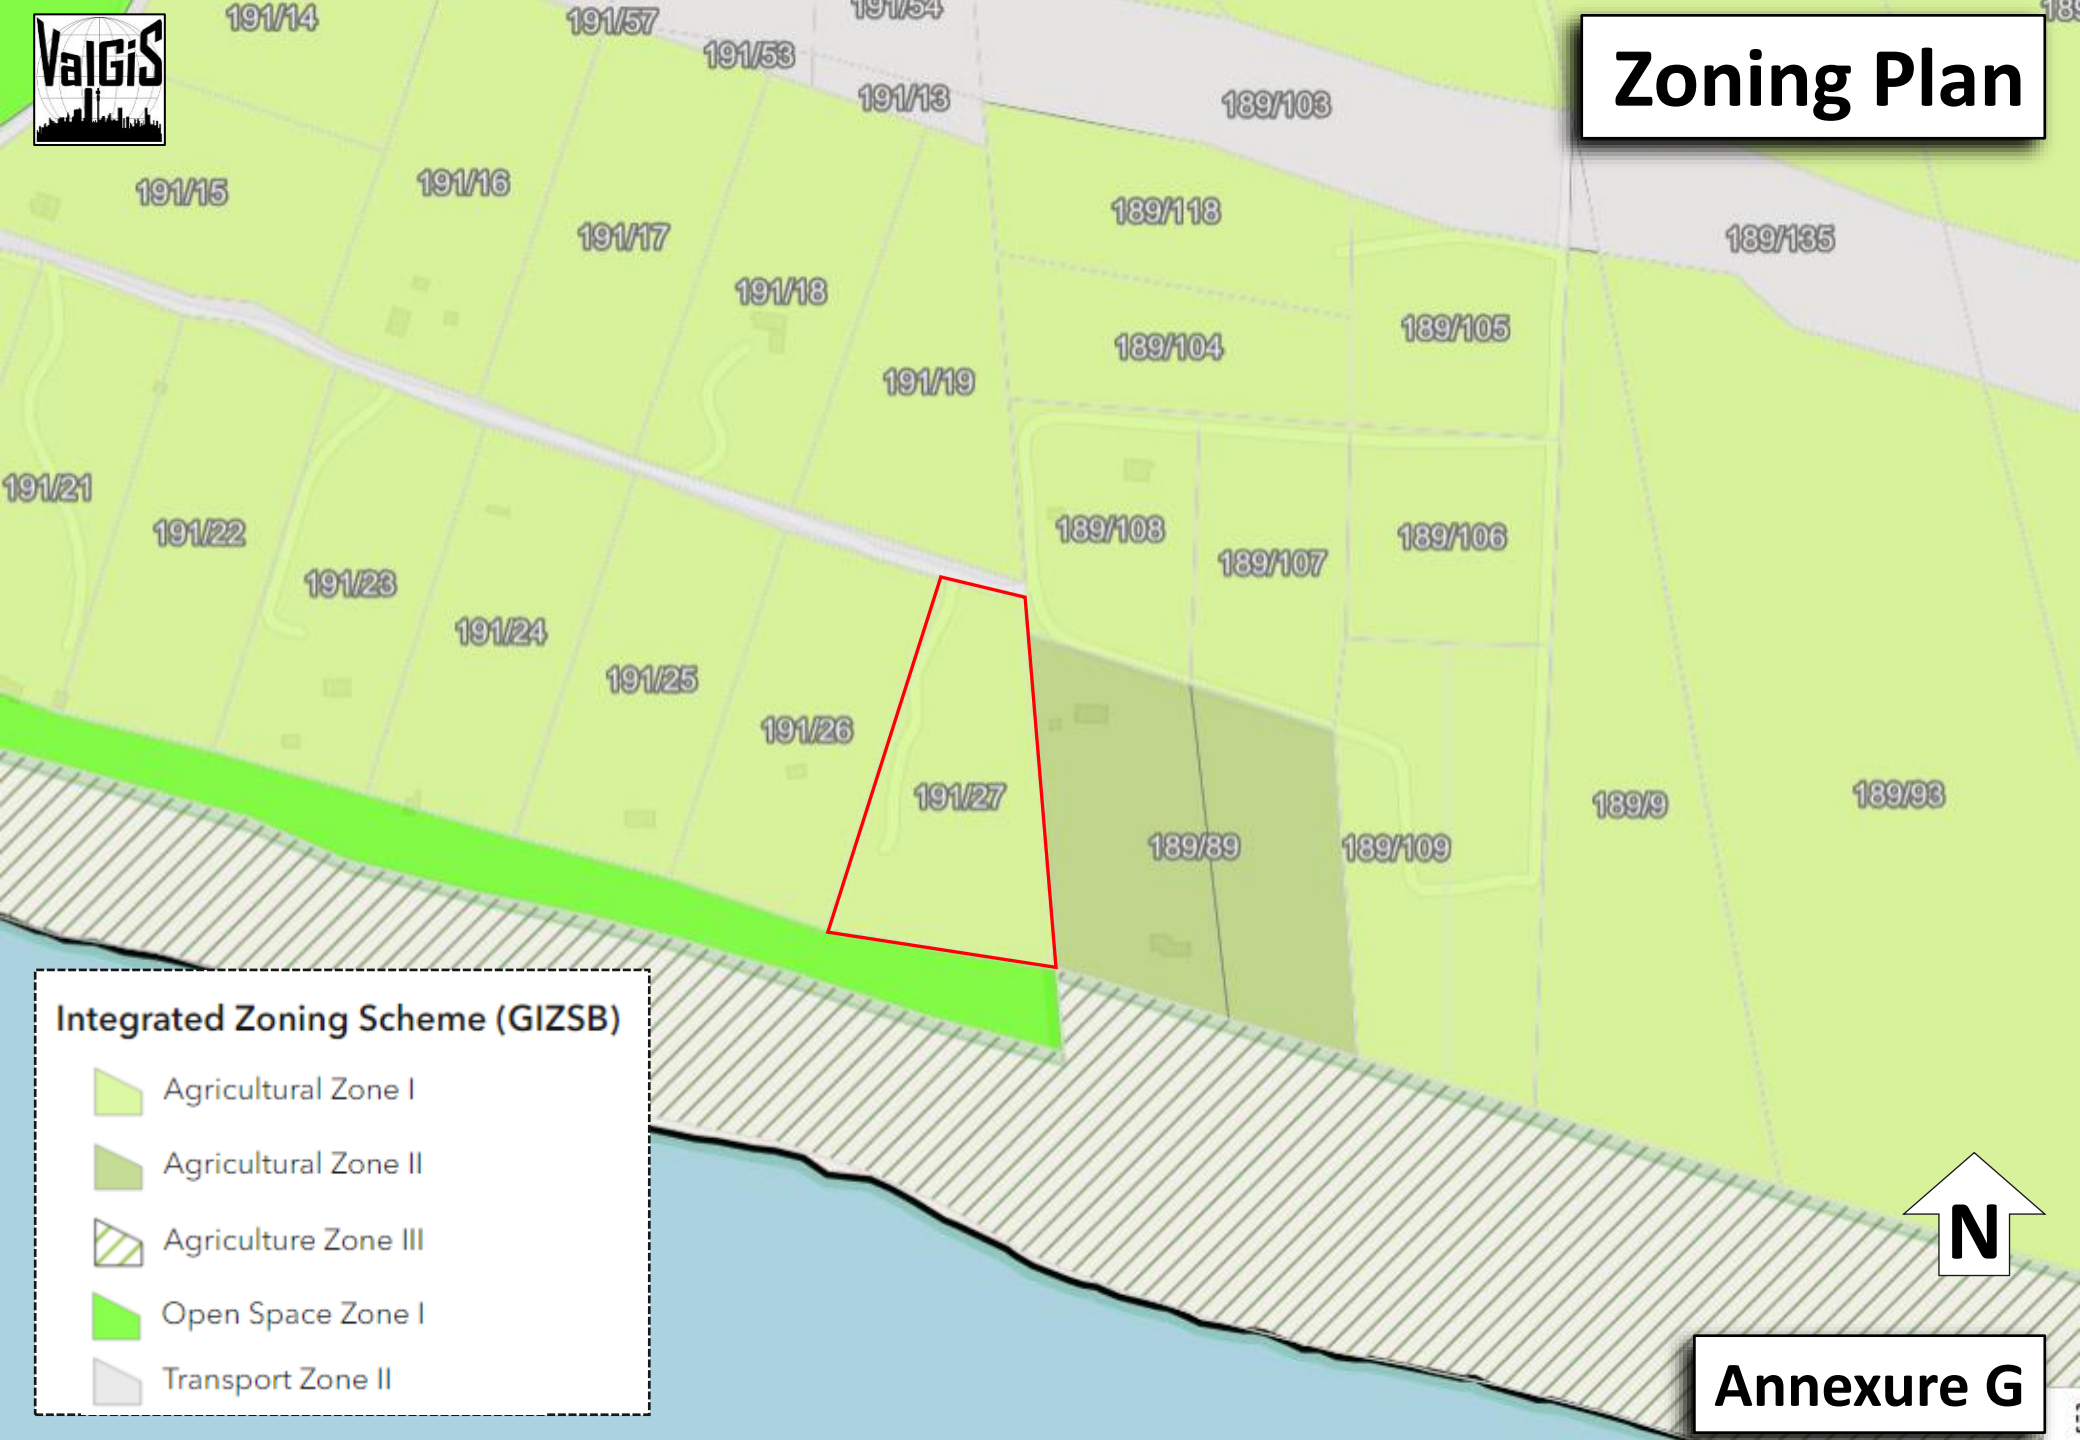 ValGiS
Zoning Plan
191/14
191/57
191/54
191/53
191/13
189/103
191/15
191/16
191/17
189/118
189/135
191/18
189/104
189/105
191/19
191/21
191/22
191/23
189/108
189/107
189/106
191/24
191/25
191/26
191/27
189/89
189/109
189/9
189/93
Integrated Zoning Scheme (GIZSB)
Agricultural Zone I
Agricultural Zone II
Agriculture Zone III
Open Space Zone I
Transport Zone II
N
Annexure G